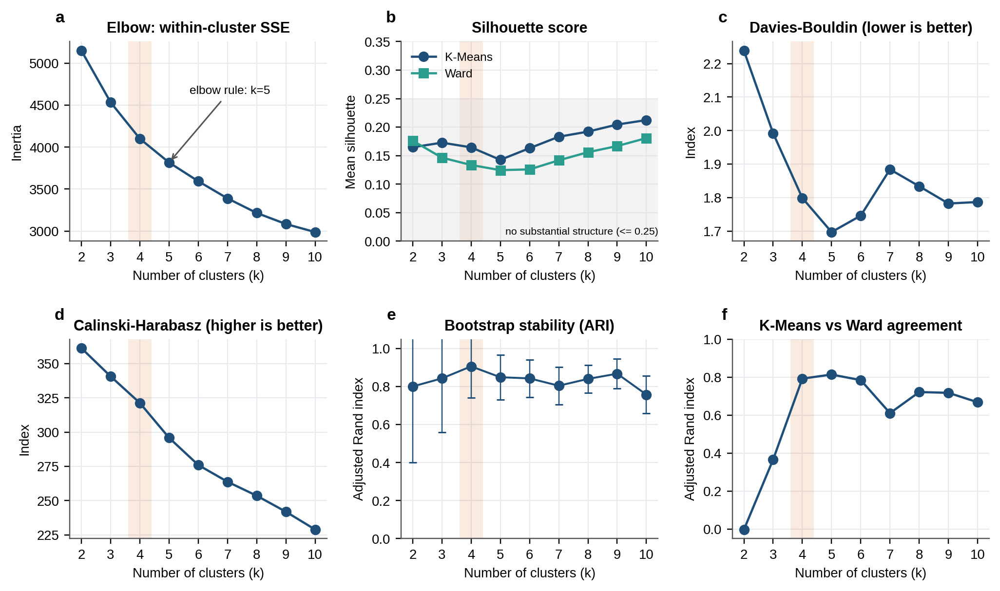 a
Elbow: within-cluster SSE
5000
4500
4000
3500
3000
Inertia
elbow rule: k=5
2 3 4 5 6 7 8 9 10
Number of clusters (k)
b
Silhouette score
0.35
0.30
0.25
0.20
0.15
0.10
0.05
0.00
Mean silhouette
K-Means
Ward
no substantial structure (<= 0.25)
2 3 4 5 6 7 8 9 10
Number of clusters (k)
c
Davies-Bouldin (lower is better)
2.2
2.1
2.0
1.9
1.8
1.7
Index
2 3 4 5 6 7 8 9 10
Number of clusters (k)
d
Calinski-Harabasz (higher is better)
350
325
300
275
250
225
Index
2 3 4 5 6 7 8 9 10
Number of clusters (k)
e
Bootstrap stability (ARI)
1.0
0.8
0.6
0.4
0.2
0.0
Adjusted Rand index
2 3 4 5 6 7 8 9 10
Number of clusters (k)
f
K-Means vs Ward agreement
1.0
0.8
0.6
0.4
0.2
0.0
Adjusted Rand index
2 3 4 5 6 7 8 9 10
Number of clusters (k)